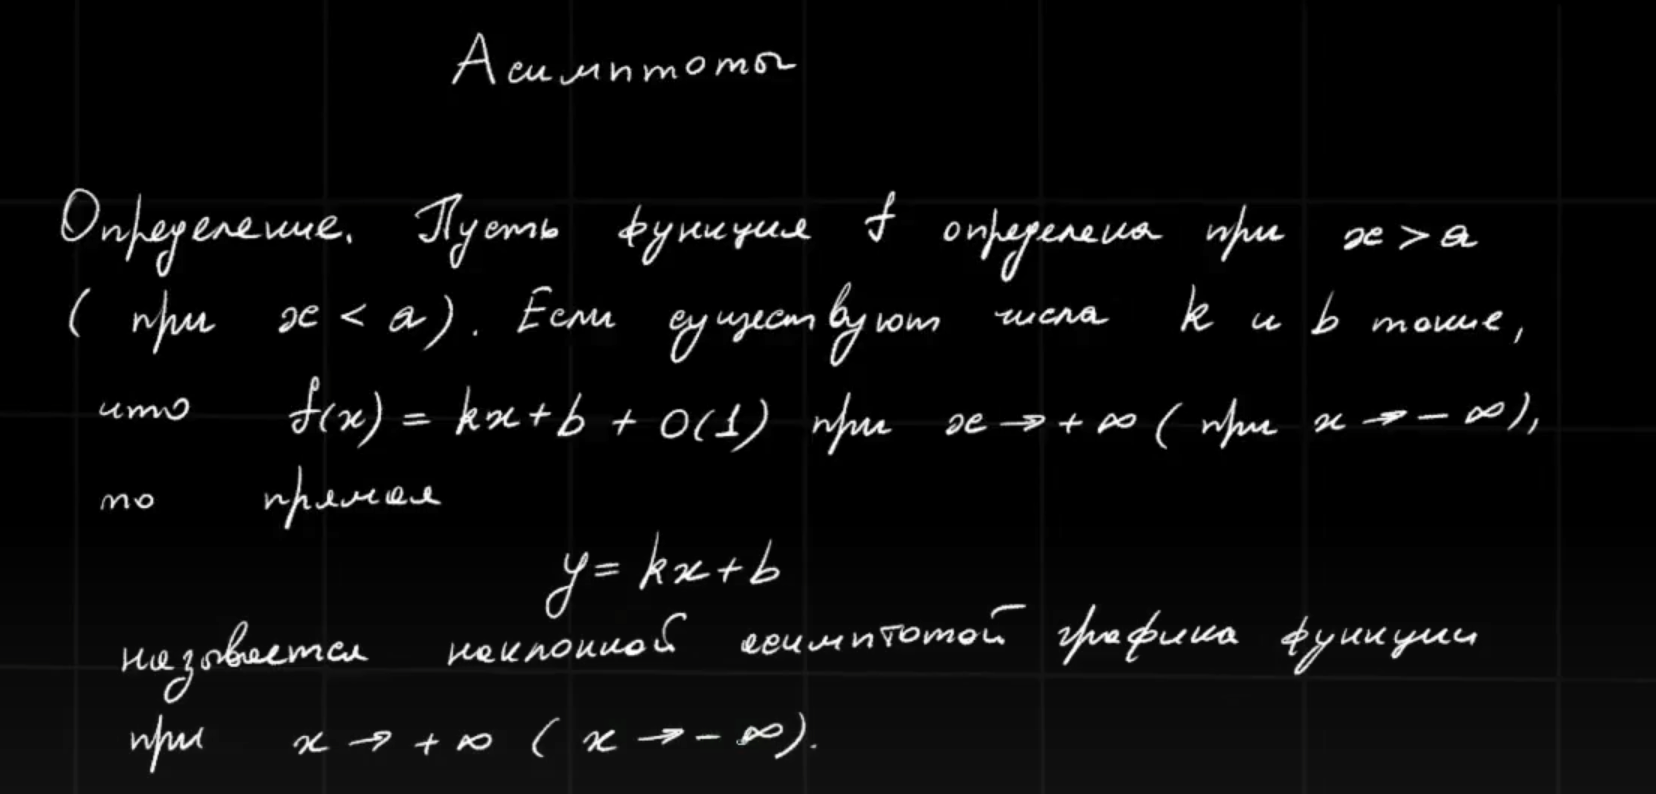 Асимптоты
Определение. Пусть функция f определена при x > a
( при x < a ). Если существуют числа k и b такие,
что f(x) = kx + b + O(1) при x → + ∞ ( при x → - ∞ ),
то прямая
y = kx + b
называется наклонной асимптотой графика функции
при x → + ∞ ( x → - ∞ ).